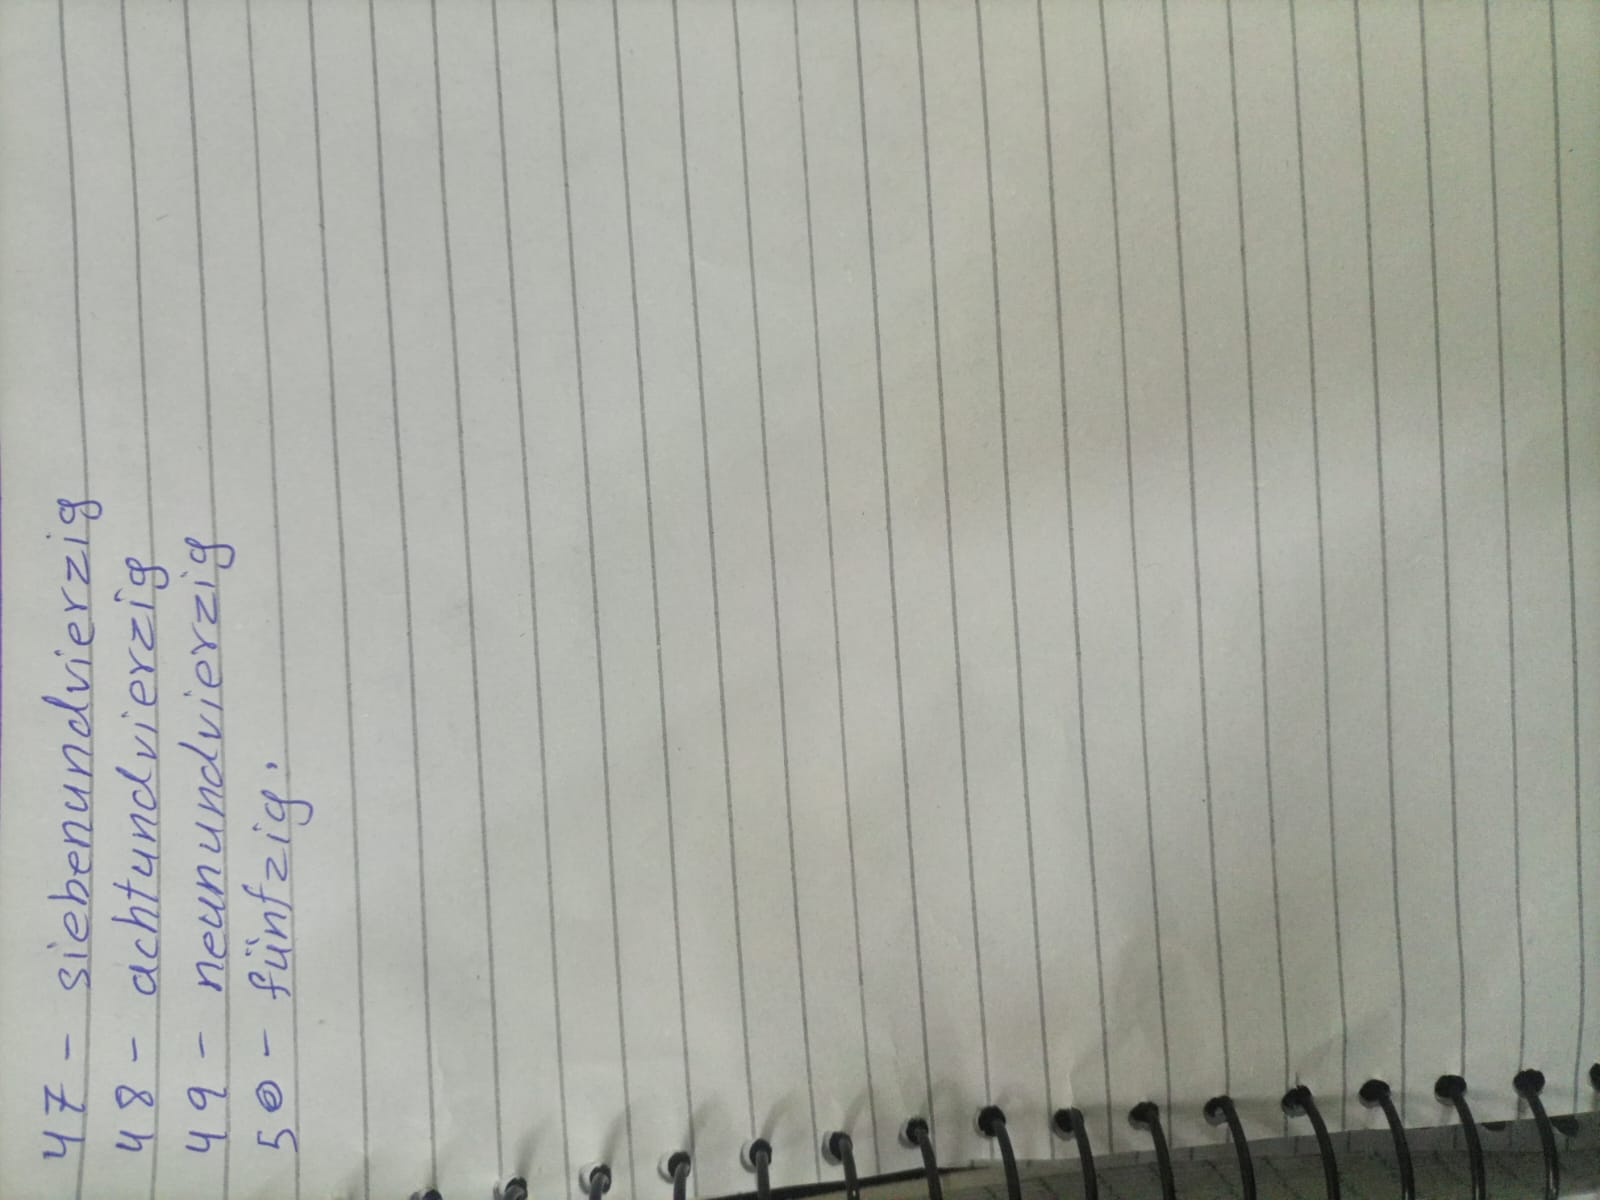 47 - siebenundvierzig
48 - achtundvierzig
49 - neunundvierzig
50 - fünfzig.